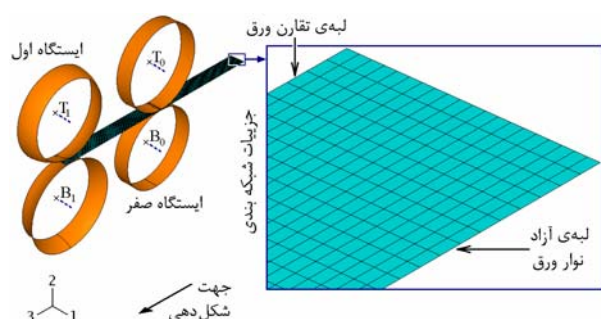 لبه‌ی تقارن ورق
ایستگاه اول
T0
T1
B0
B1
ایستگاه صفر
جزییات شبکه بندی
لبه‌ی آزاد
نوار ورق
جهت
شکل‌دهی
2
3
1